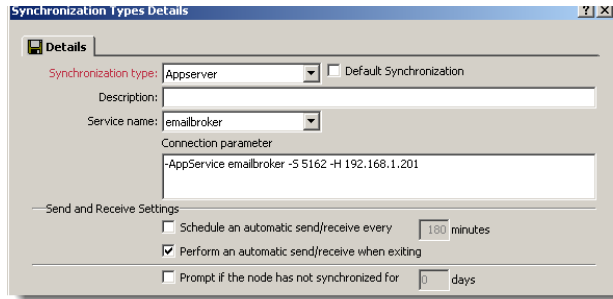 Synchronization Types Details
Details
Synchronization type: Appserver Default Synchronization
Description:
Service name: emailbroker
Connection parameter
-AppService emailbroker -S 5162 -H 192.168.1.201
Send and Receive Settings
Schedule an automatic send/receive every 180 minutes
Perform an automatic send/receive when exiting
Prompt if the node has not synchronized for 0 days